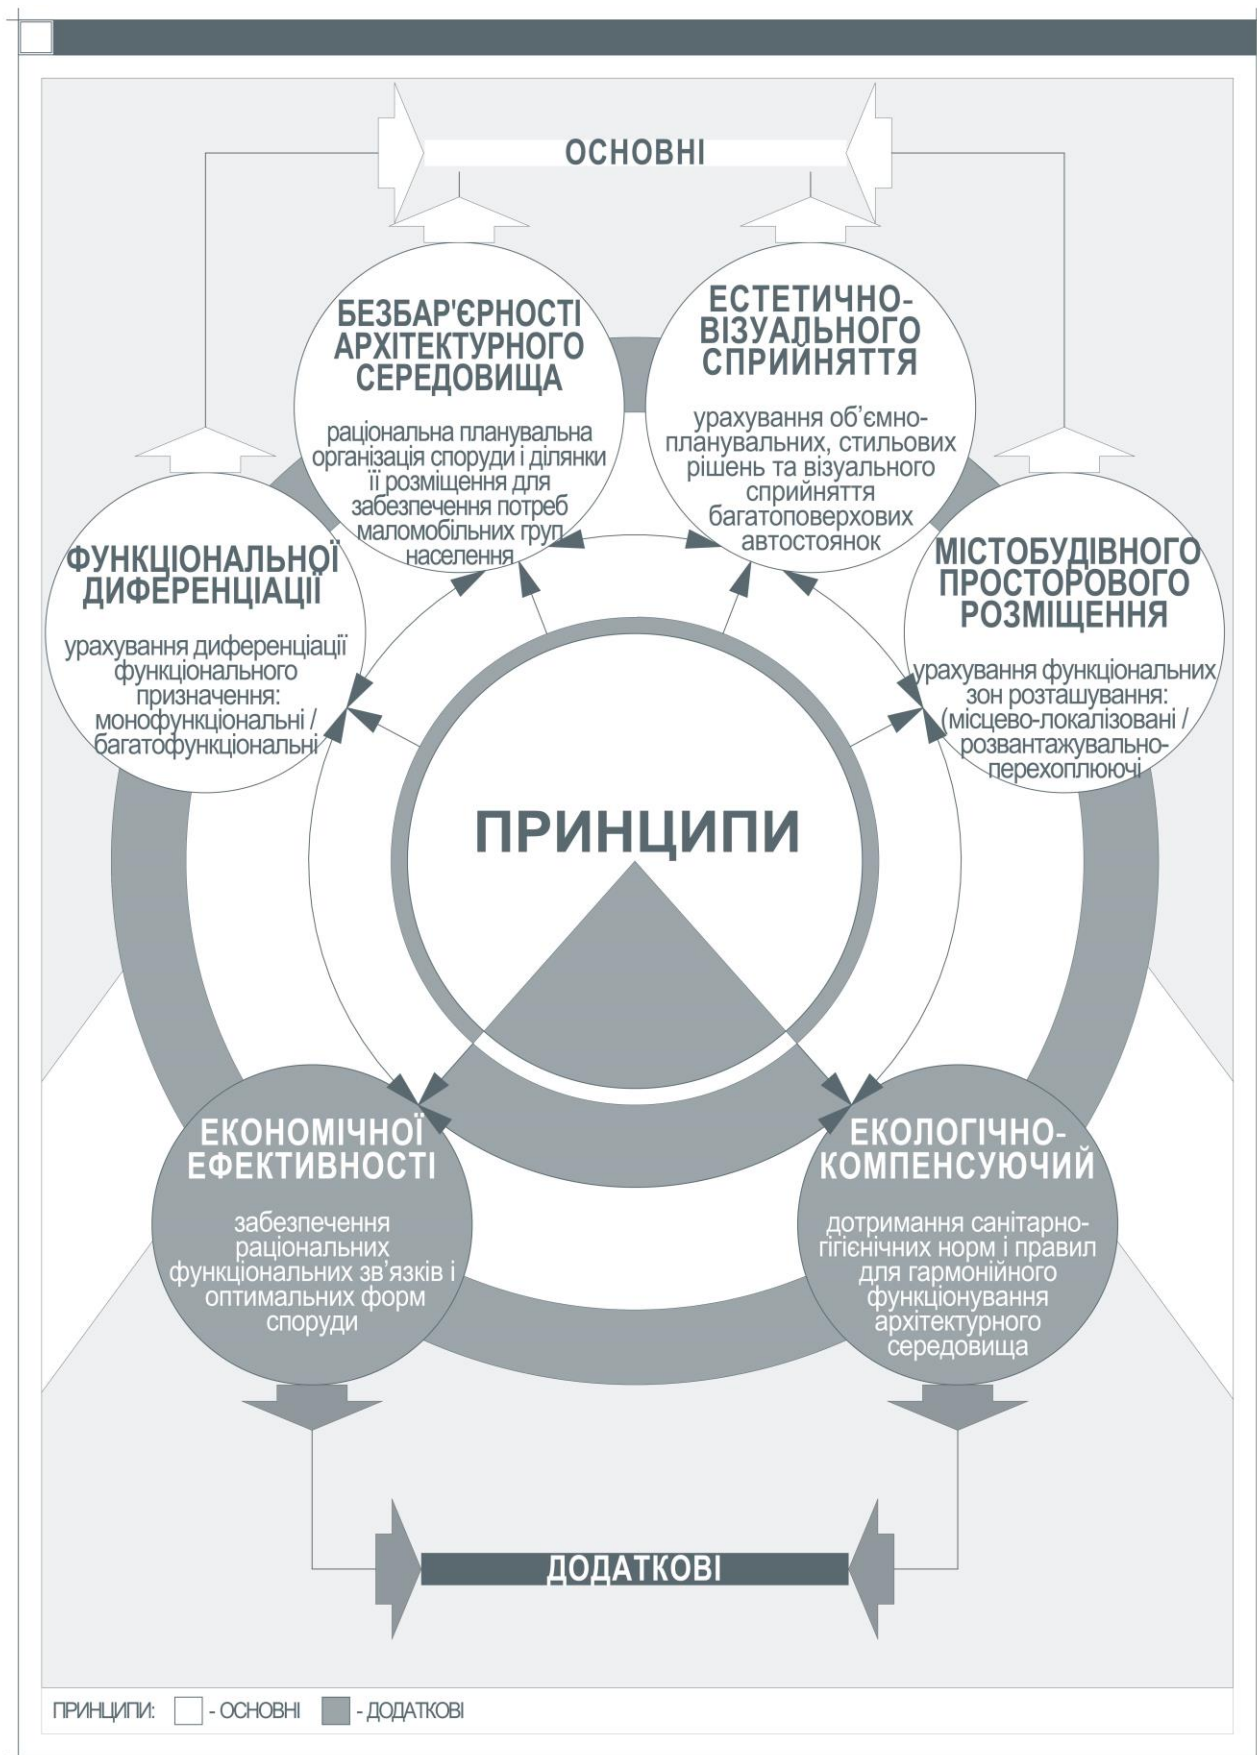 ОСНОВНІ
БЕЗБАР'ЄРНОСТІ
АРХІТЕКТУРНОГО
СЕРЕДОВИЩА
раціональна планувальна
організація споруди і ділянки
її розміщення для
забезпечення потреб
маломобільних груп
населення
ЕСТЕТИЧНО-
ВІЗУАЛЬНОГО
СПРИЙНЯТТЯ
урахування об’ємно-
планувальних, стильових
рішень та візуального
сприйняття
багатоповерхових
автостоянок
ФУНКЦІОНАЛЬНОЇ
ДИФЕРЕНЦІАЦІЇ
урахування диференціації
функціонального
призначення:
монофункціональні /
багатофункціональні
МІСТОБУДІВНОГО
ПРОСТОРОВОГО
РОЗМІЩЕННЯ
урахування функціональних
зон розташування:
(місцево-локалізовані /
розвантажувально-
перехоплюючі
ПРИНЦИПИ
ЕКОНОМІЧНОЇ
ЕФЕКТИВНОСТІ
забезпечення
раціональних
функціональних зв’язків і
оптимальних форм
споруди
ЕКОЛОГІЧНО-
КОМПЕНСУЮЧИЙ
дотримання санітарно-
гігієнічних норм і правил
для гармонійного
функціонування
архітектурного
середовища
ДОДАТКОВІ
ПРИНЦИПИ: - ОСНОВНІ - ДОДАТКОВІ